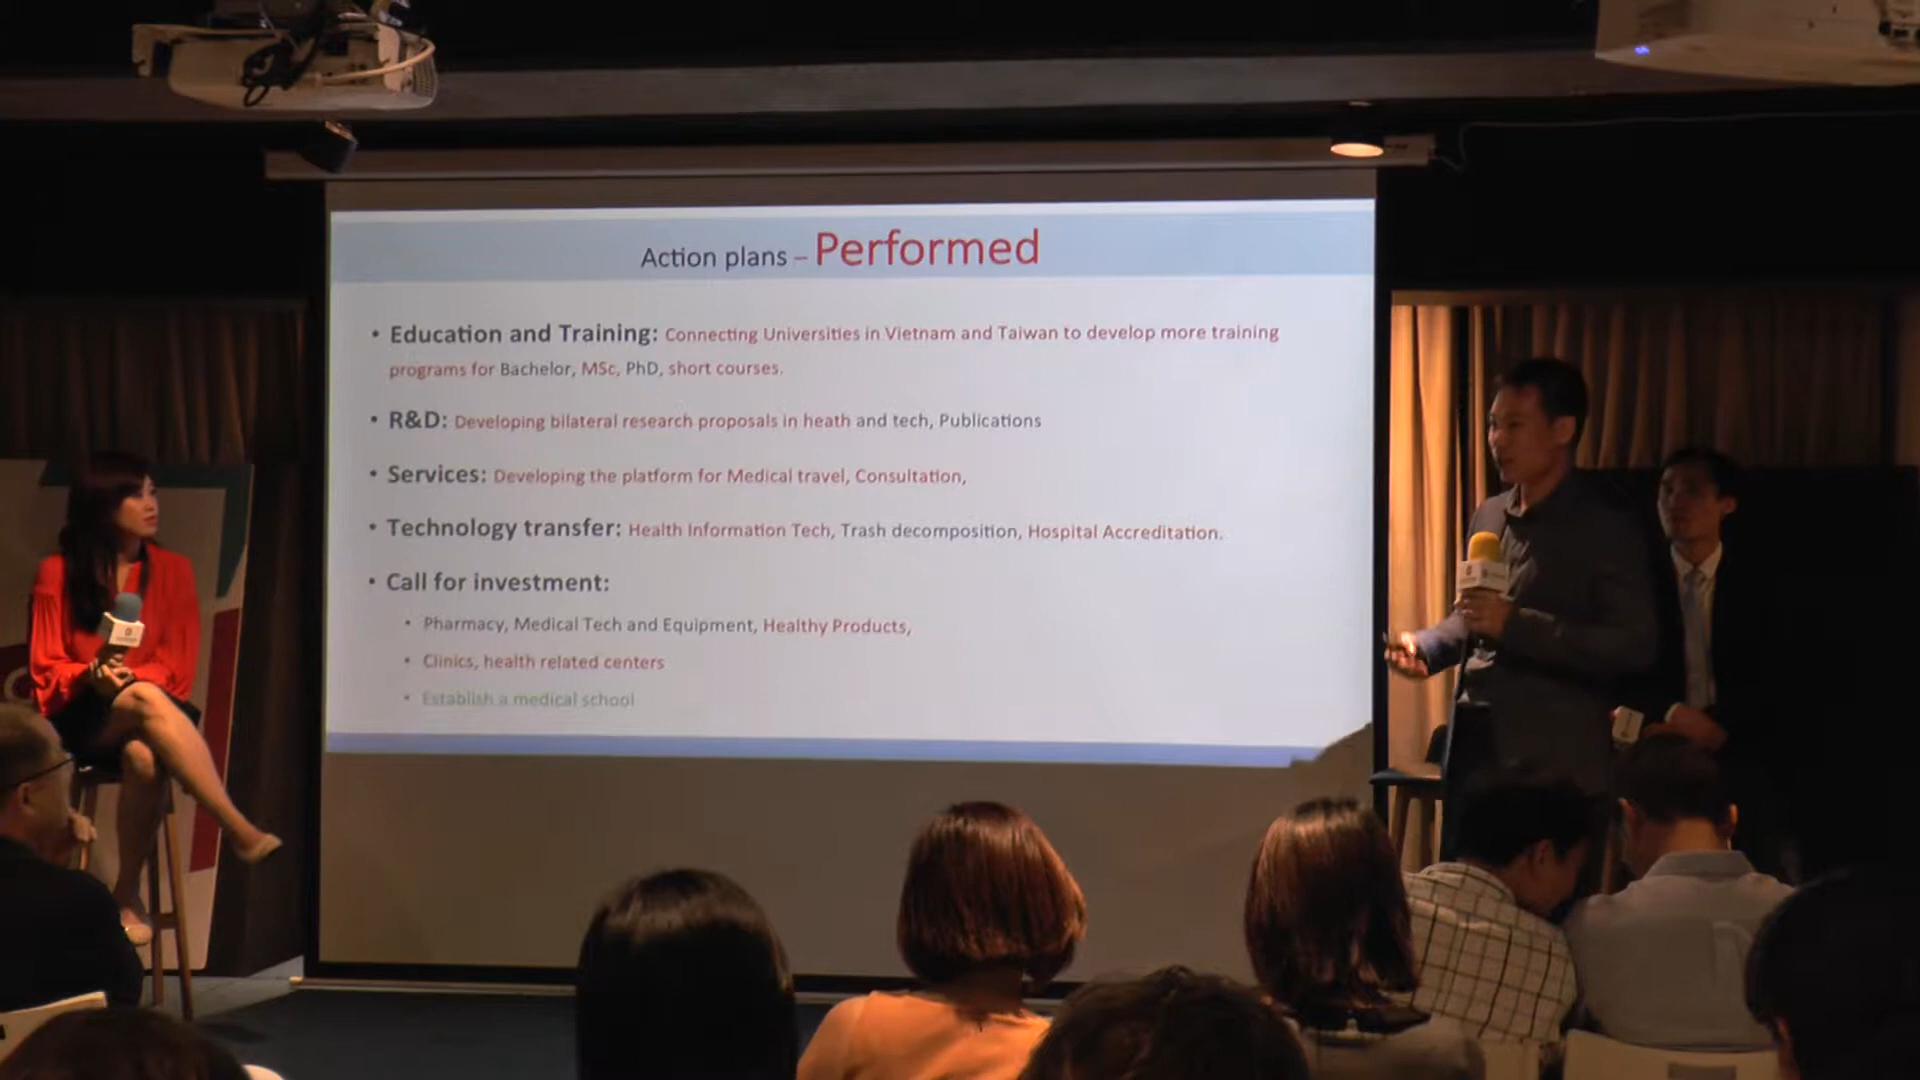 Action plans – Performed
• Education and Training: Connecting Universities in Vietnam and Taiwan to develop more training
programs for Bachelor, MSc, PhD, short courses.
• R&D: Developing bilateral research proposals in heath and tech, Publications
• Services: Developing the platform for Medical travel, Consultation,
• Technology transfer: Health Information Tech, Trash decomposition, Hospital Accreditation.
• Call for investment:
• Pharmacy, Medical Tech and Equipment, Healthy Products,
• Clinics, health related centers
• Establish a medical school